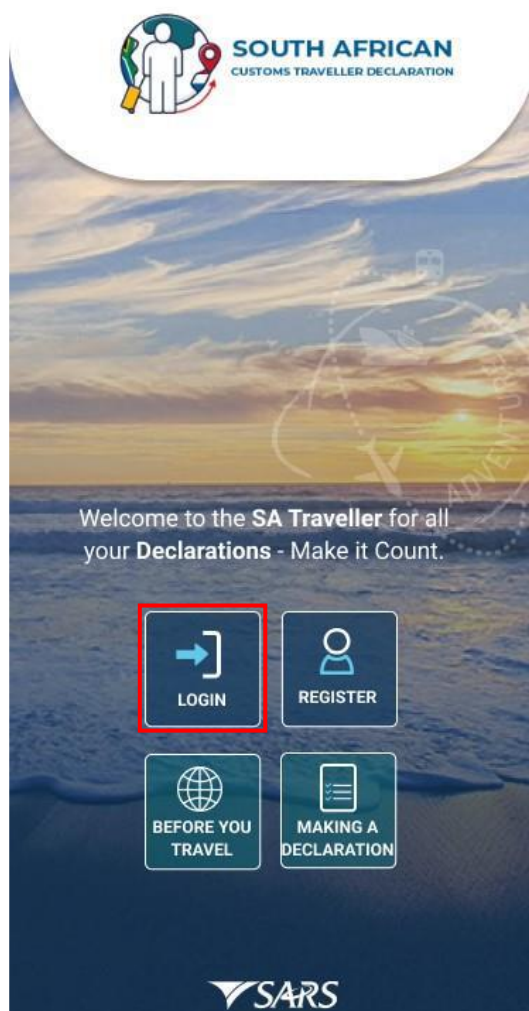 SOUTH AFRICAN
CUSTOMS TRAVELLER DECLARATION
ADVENTURE
Welcome to the SA Traveller for all
your Declarations - Make it Count.
LOGIN
REGISTER
BEFORE YOU
TRAVEL
MAKING A
DECLARATION
SARS